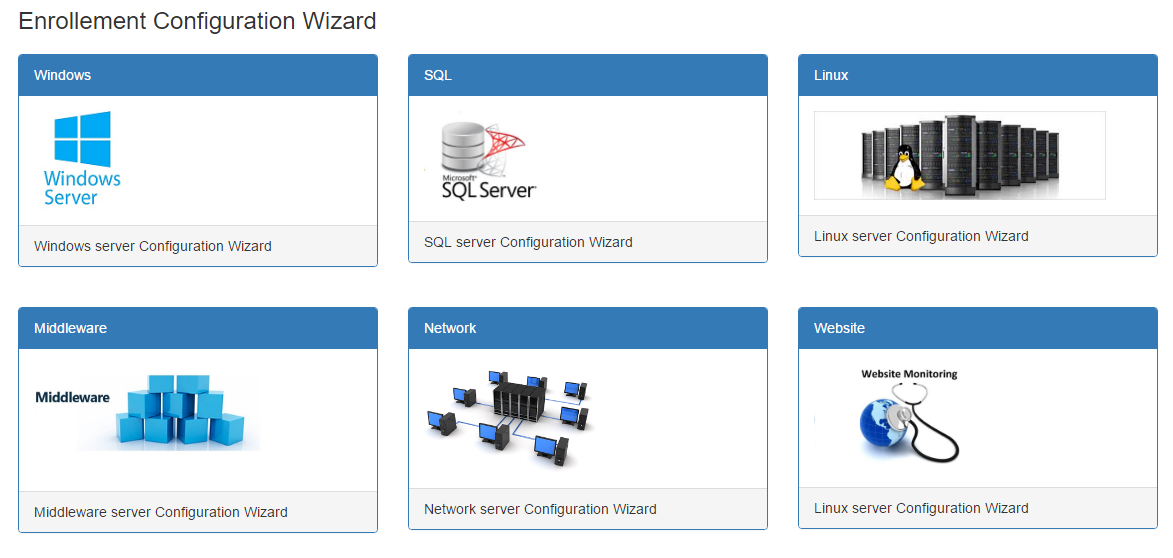 Enrollement Configuration Wizard
Windows
SQL
Linux
Windows
Server
Microsoft®
SQL Server
Windows server Configuration Wizard
SQL server Configuration Wizard
Linux server Configuration Wizard
Middleware
Network
Website
Middleware
Website Monitoring
Middleware server Configuration Wizard
Network server Configuration Wizard
Linux server Configuration Wizard